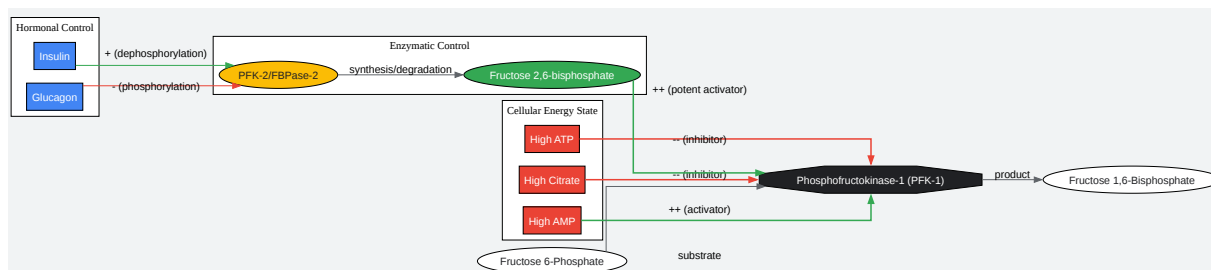 Hormonal Control
Insulin
Glucagon
+ (dephosphorylation)
- (phosphorylation)
Enzymatic Control
PFK-2/FBPase-2
synthesis/degradation
Fructose 2,6-bisphosphate
++ (potent activator)
Cellular Energy State
High ATP
-- (inhibitor)
High Citrate
-- (inhibitor)
High AMP
++ (activator)
Phosphofructokinase-1 (PFK-1)
product
Fructose 1,6-Bisphosphate
Fructose 6-Phosphate
substrate